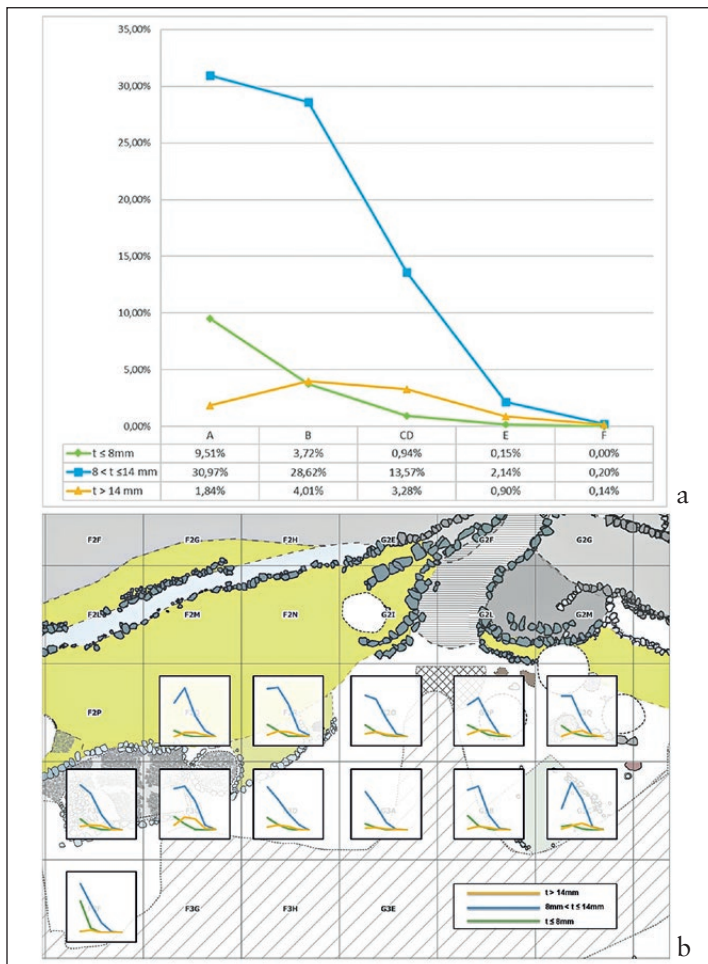 35,00%
30,00%
25,00%
20,00%
15,00%
10,00%
5,00%
0,00%
A B CD E F
t ≤ 8mm 9,51% 3,72% 0,94% 0,15% 0,00%
8 < t ≤14 mm 30,97% 28,62% 13,57% 2,14% 0,20%
t > 14 mm 1,84% 4,01% 3,28% 0,90% 0,14%
a
F2F F2G F2H G2E G2F G2G
F2L F2M F2N G2I G2L G2M
F2P
F3G F3H G3E
t > 14mm
8mm < t ≤ 14mm
t ≤ 8mm
b